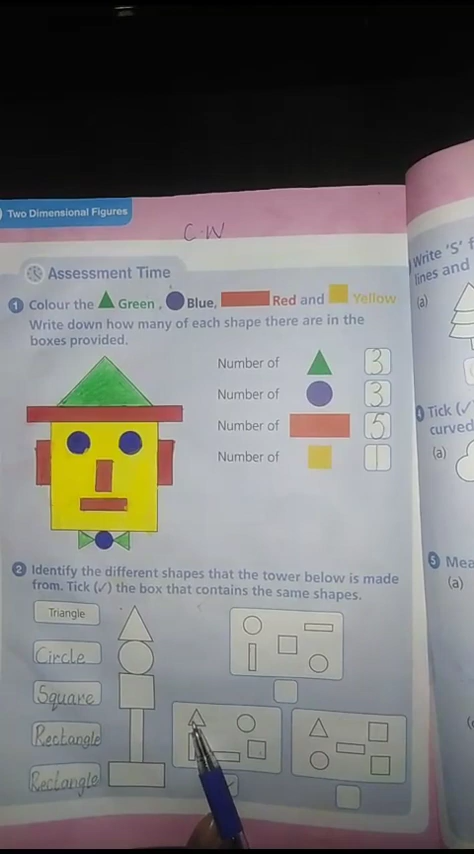 Two Dimensional Figures
C.W
Assessment Time
1 Colour the Green, Blue, Red and Yellow
Write down how many of each shape there are in the
boxes provided.
Number of 3
Number of 3
Number of 5
Number of 1
2 Identify the different shapes that the tower below is made
from. Tick (✓) the box that contains the same shapes.
Triangle
Circle
Square
Rectangle
Rectangle
Write 'S' f
lines and
(a)
4 Tick (✓
curved
(a)
5 Mea
(a)